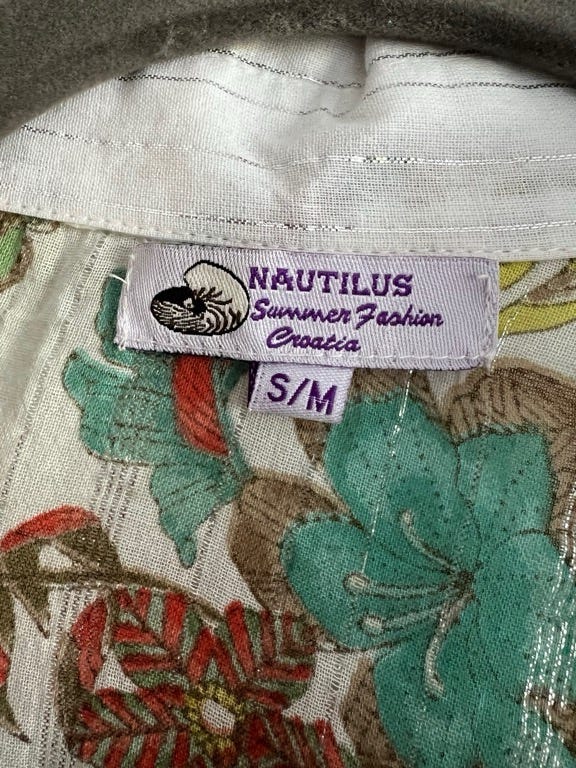 NAUTILUS
Summer Fashion
Croatia
S/M